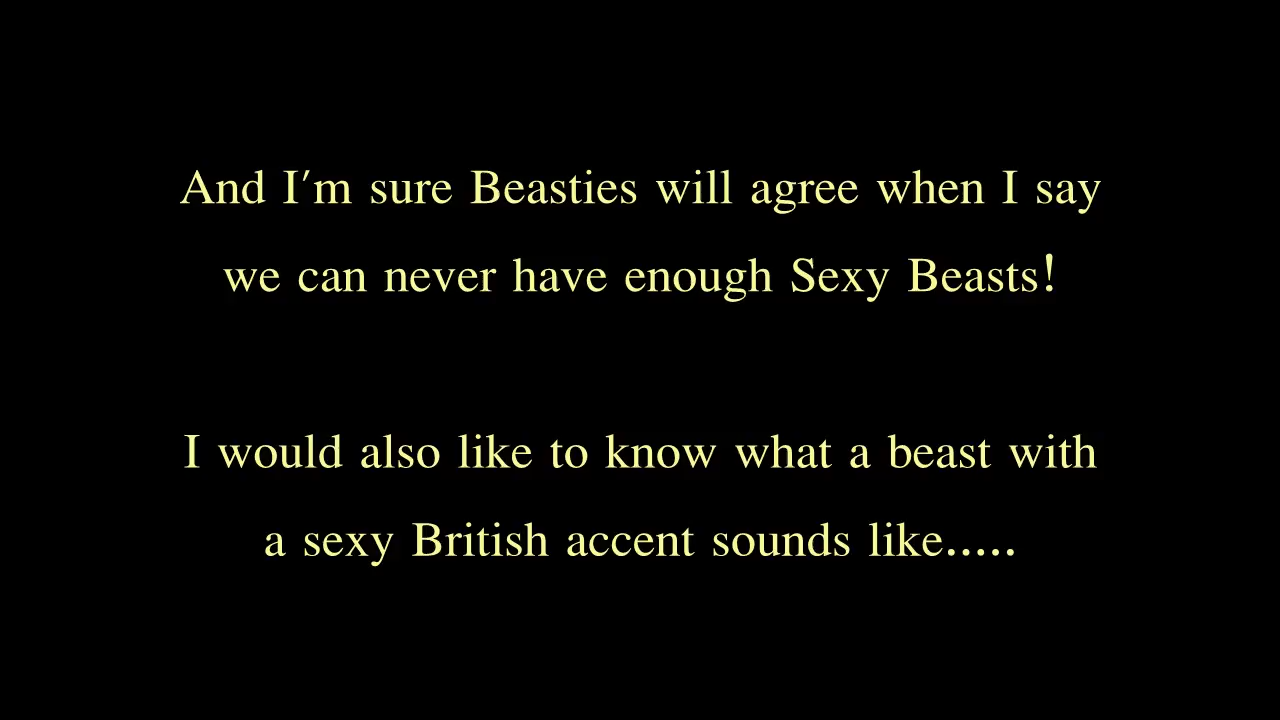 And I′m sure Beasties will agree when I say
we can never have enough Sexy Beasts!
I would also like to know what a beast with
a sexy British accent sounds like.....